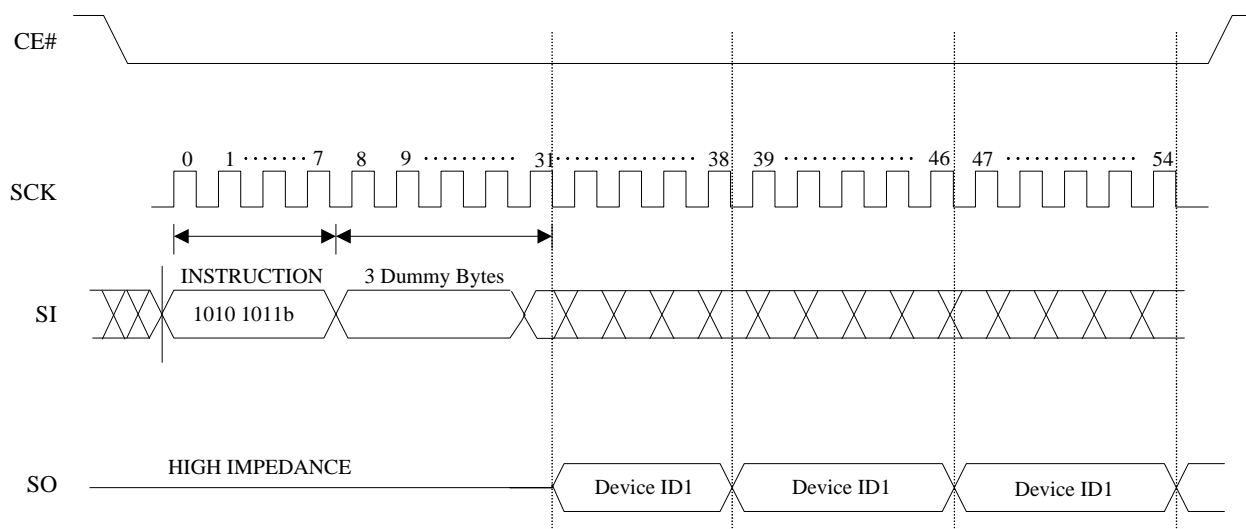 CE#
0 1 ······· 7 8 9 ·········· 31 ·············· 38 39 ············· 46 47 ············ 54
SCK
INSTRUCTION 3 Dummy Bytes
SI 1010 1011b
HIGH IMPEDANCE
SO Device ID1 Device ID1 Device ID1